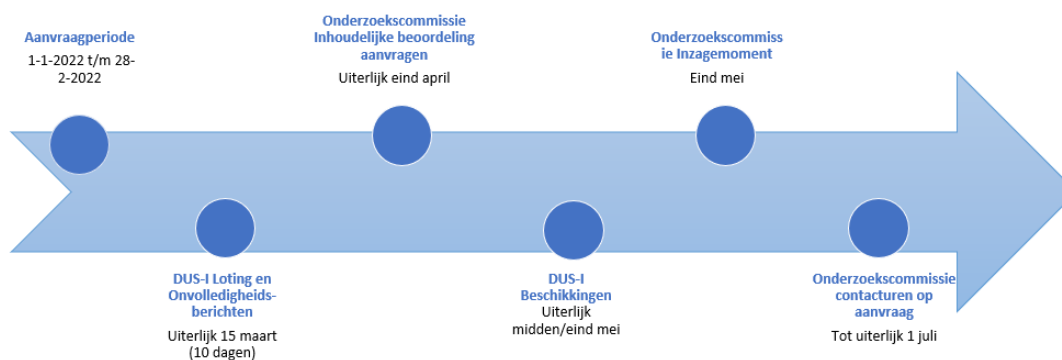 Aanvraagperiode
1-1-2022 t/m 28-
2-2022
DUS-I Loting en
Onvolledigheids-
berichten
Uiterlijk 15 maart
(10 dagen)
Onderzoekscommissie
Inhoudelijke beoordeling
aanvragen
Uiterlijk eind april
DUS-I
Beschikkingen
Uiterlijk
midden/eind mei
Onderzoekscommiss
ie Inzagemoment
Eind mei
Onderzoekscommissie
contacturen op
aanvraag
Tot uiterlijk 1 juli